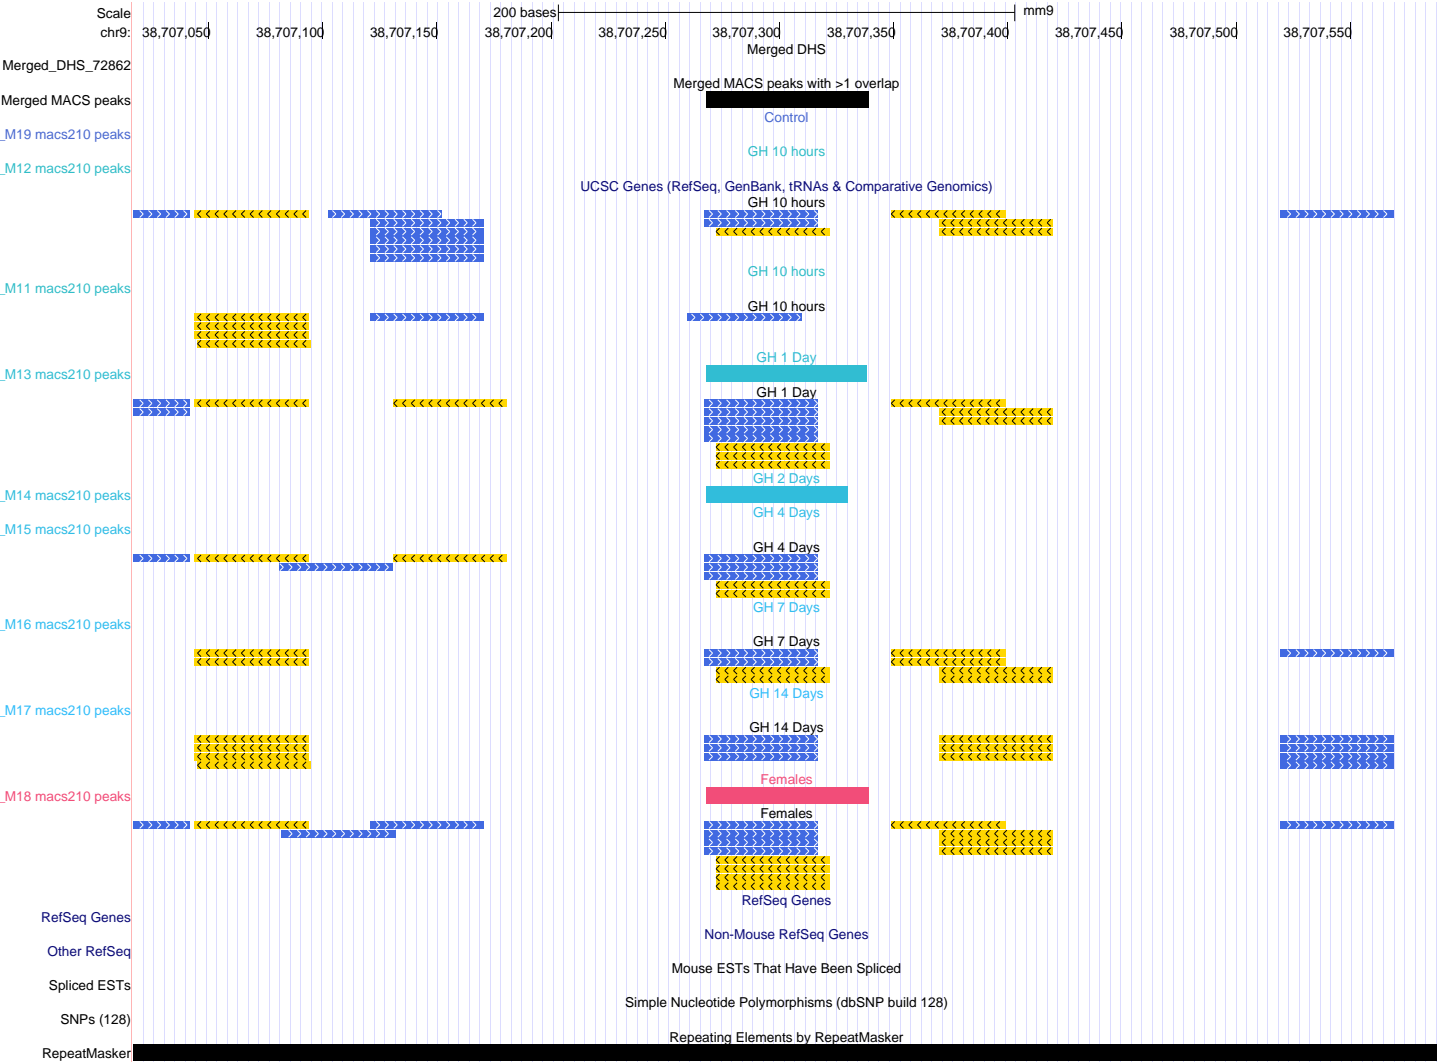 Scale 200 bases mm9
chr9: 38,707,050 38,707,100 38,707,150 38,707,200 38,707,250 38,707,300 38,707,350 38,707,400 38,707,450 38,707,500 38,707,550
Merged DHS
Merged_DHS_72862
Merged MACS peaks with >1 overlap
Merged MACS peaks
Control
_M19 macs210 peaks
GH 10 hours
_M12 macs210 peaks
UCSC Genes (RefSeq, GenBank, tRNAs & Comparative Genomics)
GH 10 hours
GH 10 hours
_M11 macs210 peaks
GH 10 hours
GH 1 Day
_M13 macs210 peaks
GH 1 Day
GH 2 Days
_M14 macs210 peaks
GH 4 Days
_M15 macs210 peaks
GH 4 Days
GH 7 Days
_M16 macs210 peaks
GH 7 Days
GH 14 Days
_M17 macs210 peaks
GH 14 Days
Females
_M18 macs210 peaks
Females
RefSeq Genes
RefSeq Genes
Non-Mouse RefSeq Genes
Other RefSeq
Mouse ESTs That Have Been Spliced
Spliced ESTs
Simple Nucleotide Polymorphisms (dbSNP build 128)
SNPs (128)
Repeating Elements by RepeatMasker
RepeatMasker